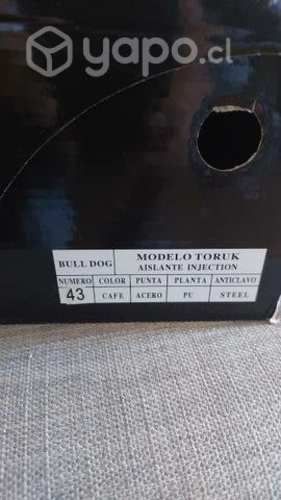 yapo.cl
BULL DOG MODELO TORUK
AISLANTE INJECTION
NUMERO COLOR PUNTA PLANTA ANTICLAVO
43 CAFE ACERO PU STEEL